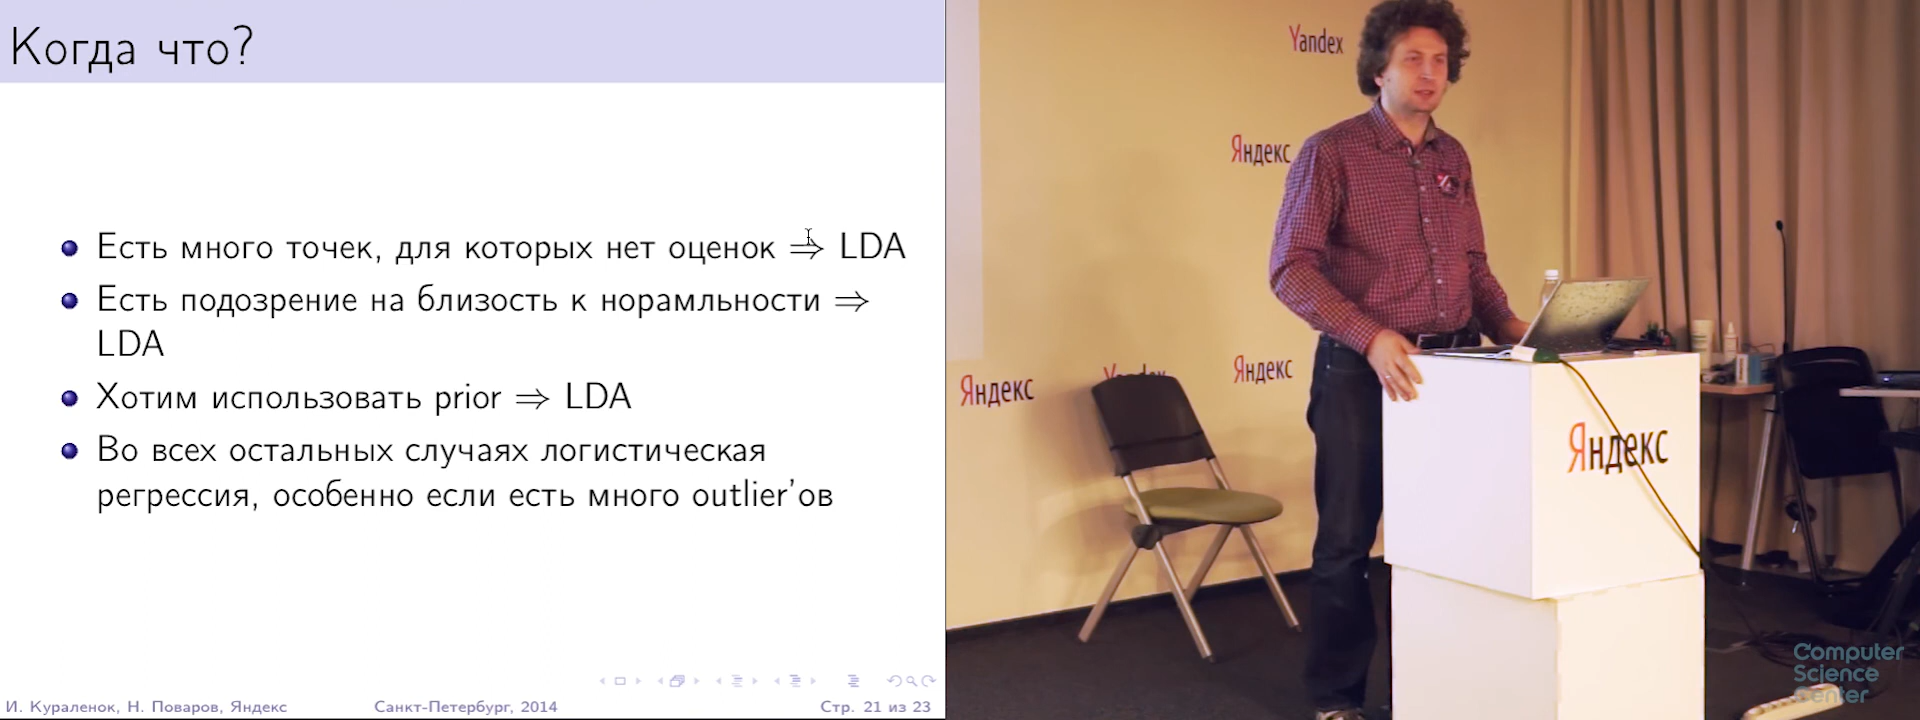 Когда что?
Есть много точек, для которых нет оценок ⇒ LDA
Есть подозрение на близость к норамльности ⇒
LDA
Хотим использовать prior ⇒ LDA
Во всех остальных случаях логистическая
регрессия, особенно если есть много outlier'ов
И. Кураленок, Н. Поваров, Яндекс
Санкт-Петербург, 2014
Стр. 21 из 23
Yandex
Яндекс
Яндекс
Yandex
Яндекс
Яндекс
Computer
Science
Center